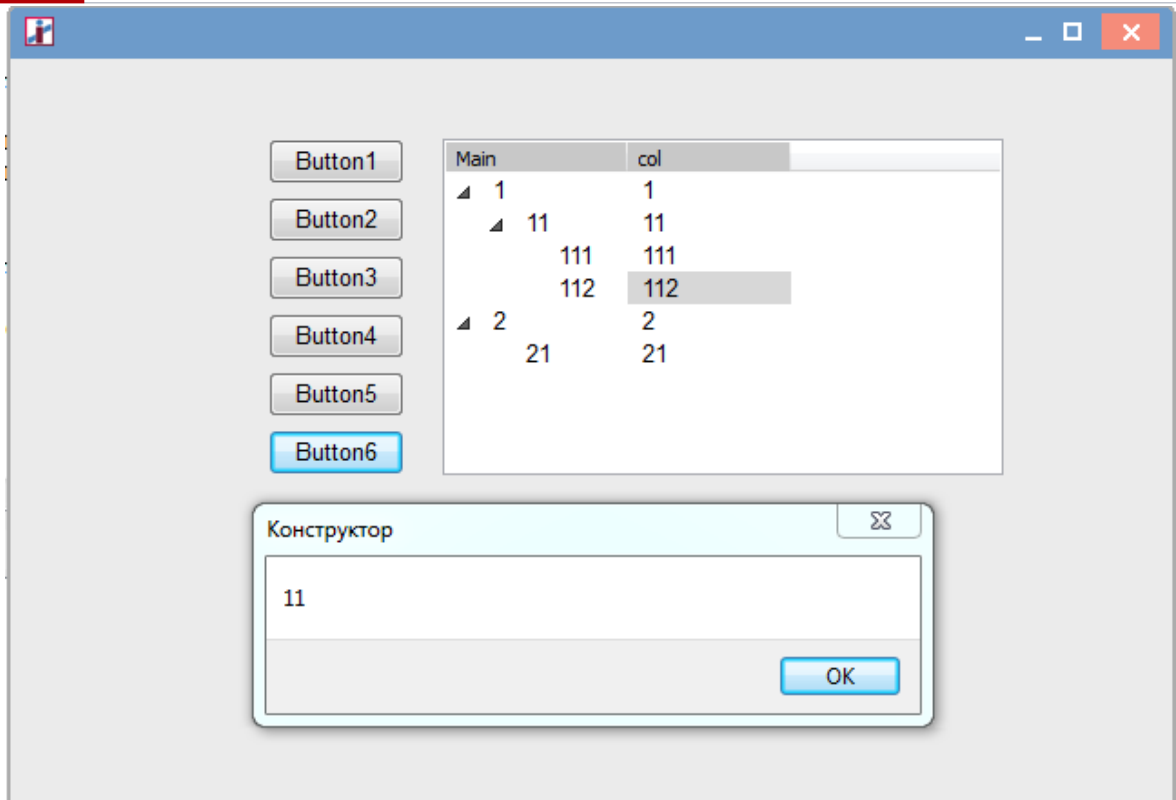 Button1
Button2
Button3
Button4
Button5
Button6
Main col
1 1
11 11
111 111
112 112
2 2
21 21
Конструктор
11
OK